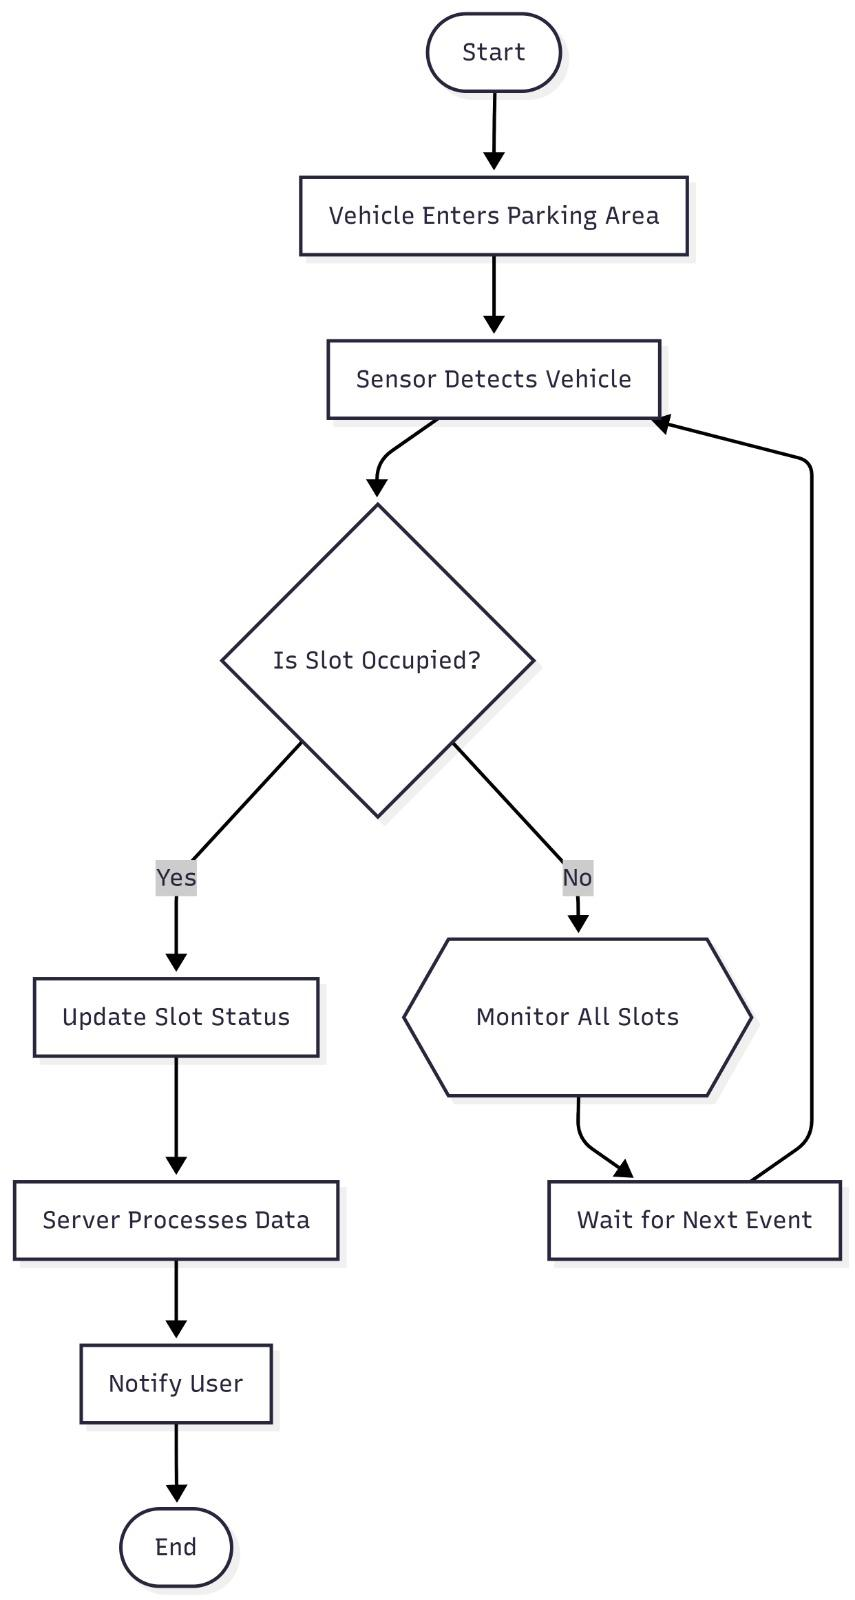 Start
Vehicle Enters Parking Area
Sensor Detects Vehicle
Is Slot Occupied?
Yes
No
Update Slot Status
Monitor All Slots
Server Processes Data
Wait for Next Event
Notify User
End